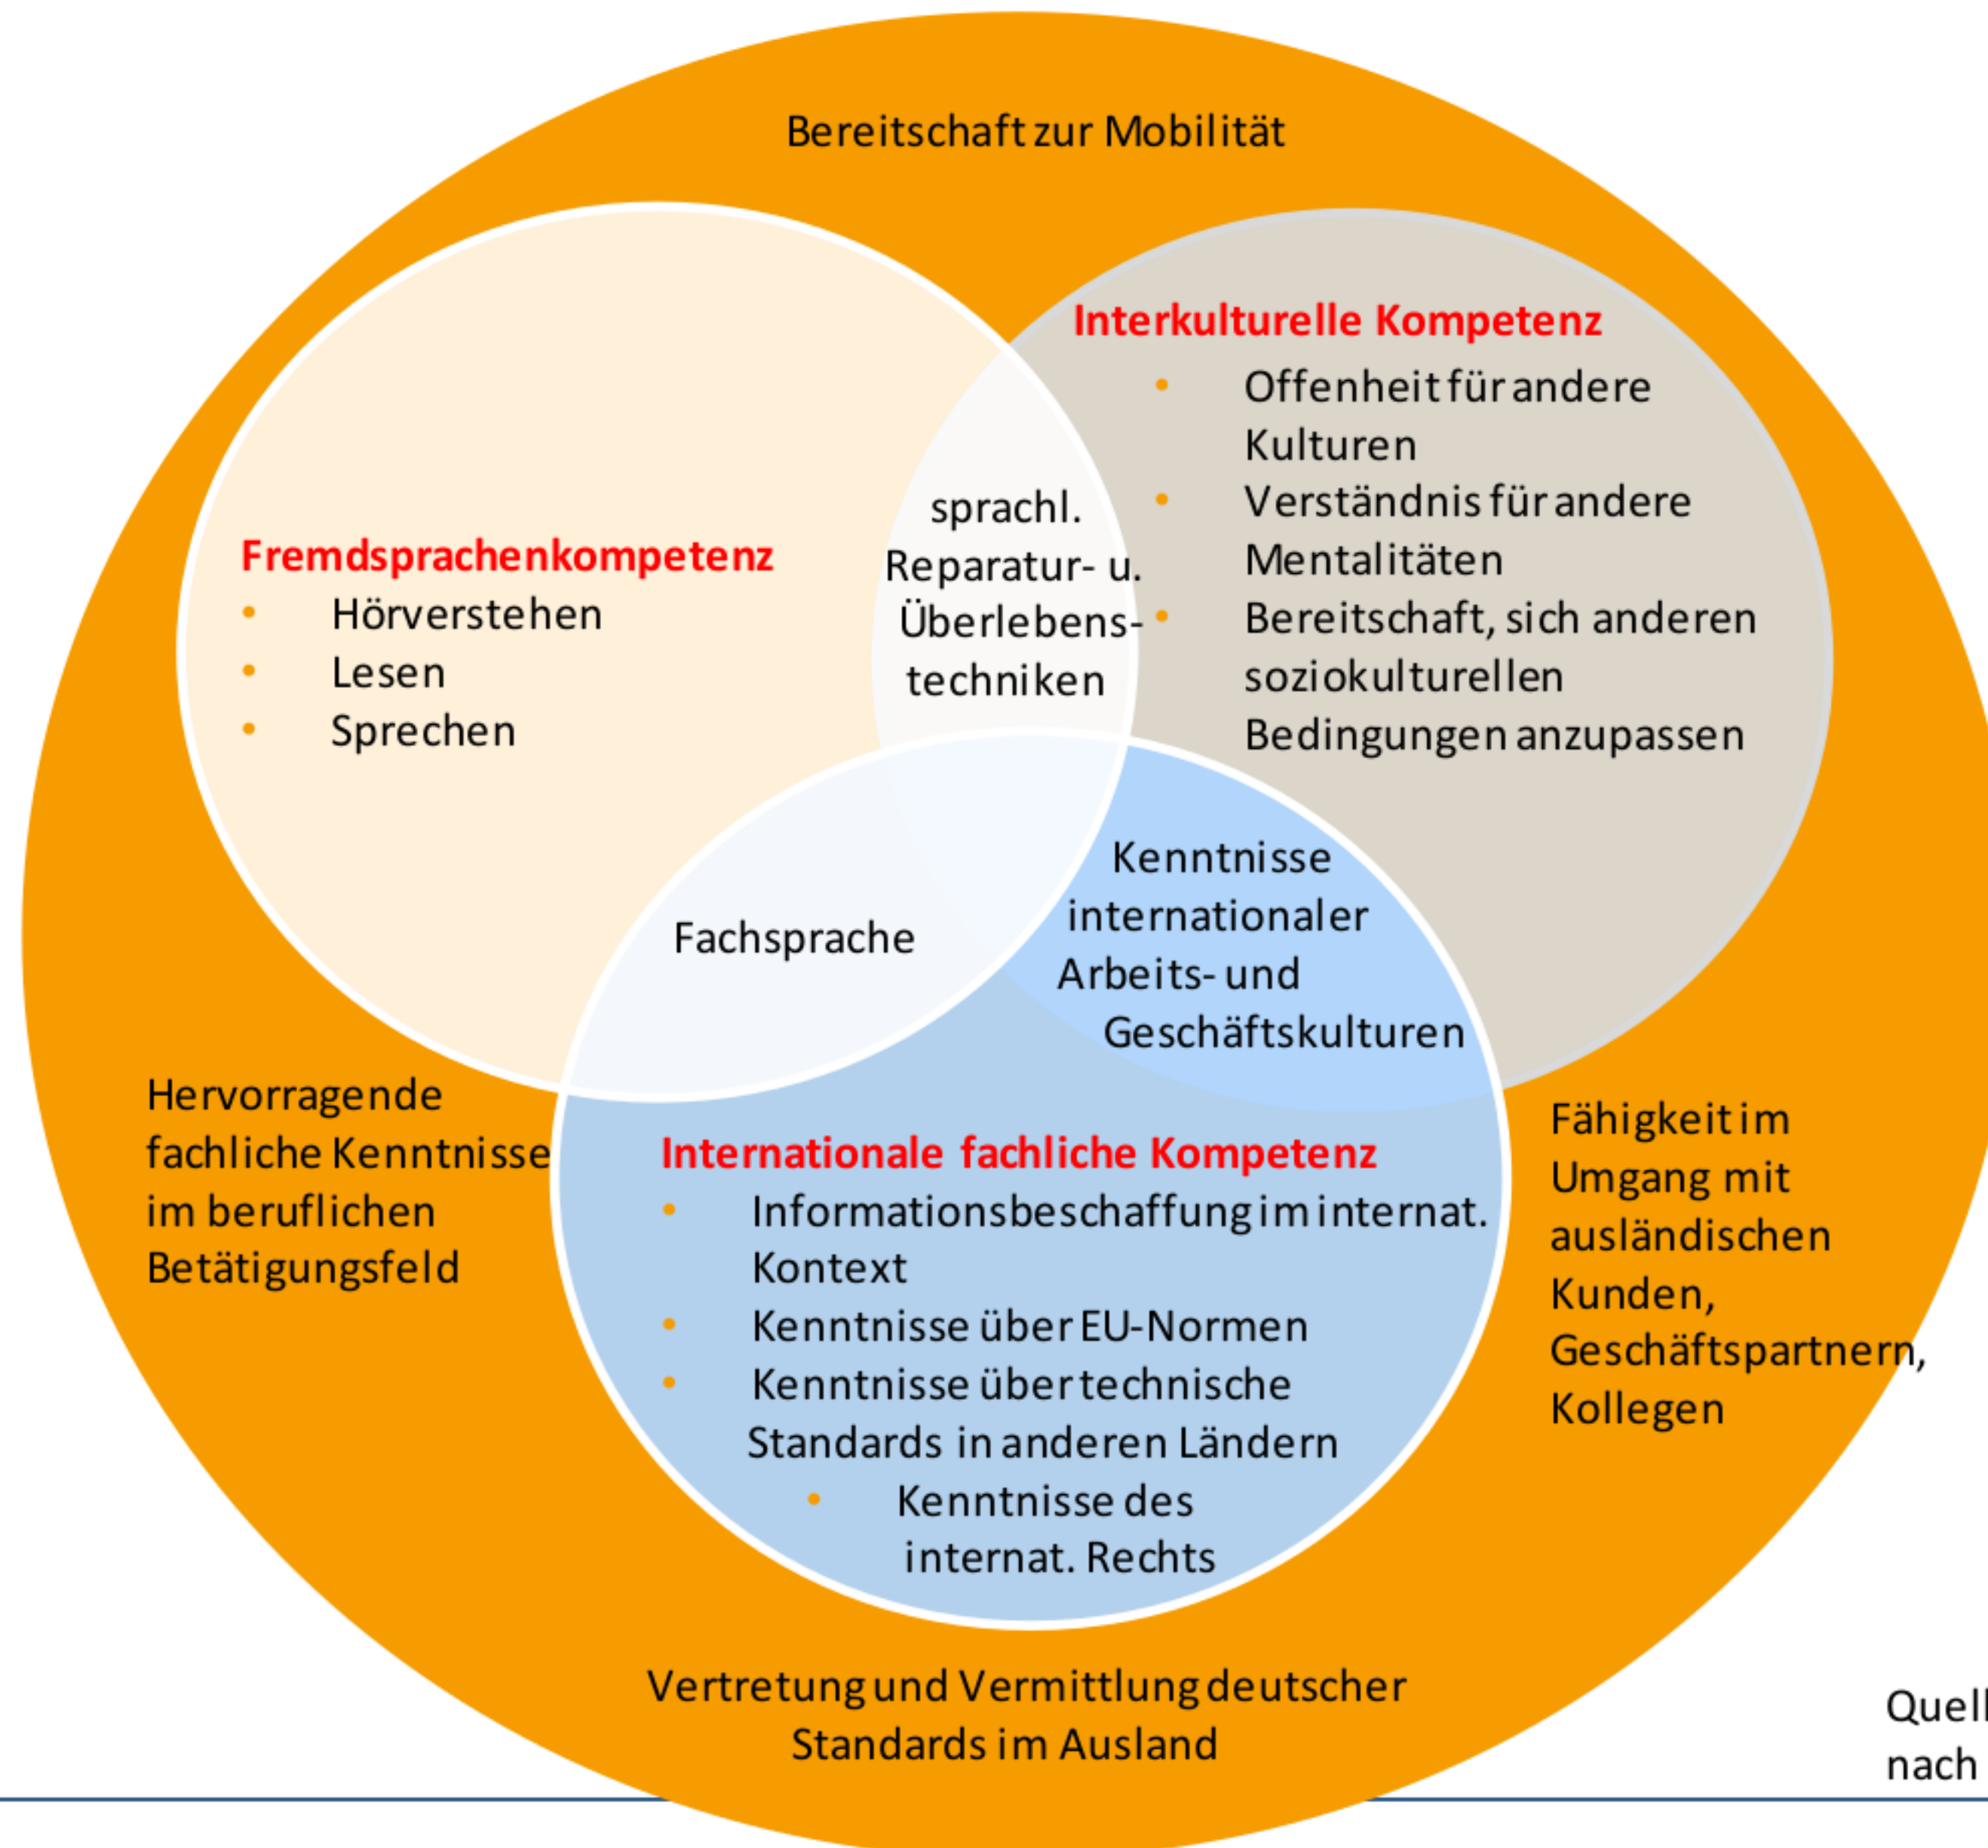 Bereitschaft zur Mobilität
Interkulturelle Kompetenz
• Offenheit für andere
Kulturen
• Verständnis für andere
Mentalitäten
• Bereitschaft, sich anderen
soziokulturellen
Bedingungen anzupassen
sprachl.
Reparatur- u.
Überlebens-
techniken
Fremdsprachenkompetenz
• Hörverstehen
• Lesen
• Sprechen
Kenntnisse
internationaler
Arbeits- und
Geschäftskulturen
Fachsprache
Hervorragende
fachliche Kenntnisse
im beruflichen
Betätigungsfeld
Internationale fachliche Kompetenz
• Informationsbeschaffung im internat.
Kontext
• Kenntnisse über EU-Normen
• Kenntnisse über technische
Standards in anderen Ländern
• Kenntnisse des
internat. Rechts
Fähigkeit im
Umgang mit
ausländischen
Kunden,
Geschäftspartnern,
Kollegen
Vertretung und Vermittlung deutscher
Standards im Ausland
nach